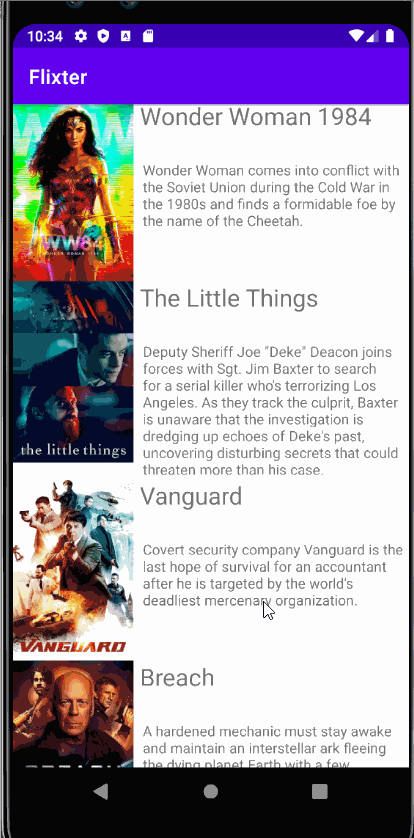 10:34
Flixter
Wonder Woman 1984
Wonder Woman comes into conflict with
the Soviet Union during the Cold War in
the 1980s and finds a formidable foe by
the name of the Cheetah.
WW84
The Little Things
Deputy Sheriff Joe "Deke" Deacon joins
forces with Sgt. Jim Baxter to search
for a serial killer who's terrorizing Los
Angeles. As they track the culprit, Baxter
is unaware that the investigation is
dredging up echoes of Deke's past,
uncovering disturbing secrets that could
threaten more than his case.
the little things
Vanguard
Covert security company Vanguard is the
last hope of survival for an accountant
after he is targeted by the world's
deadliest mercenary organization.
VANGUARD
Breach
A hardened mechanic must stay awake
and maintain an interstellar ark fleeing
the dying planet Earth with a few
BREACH